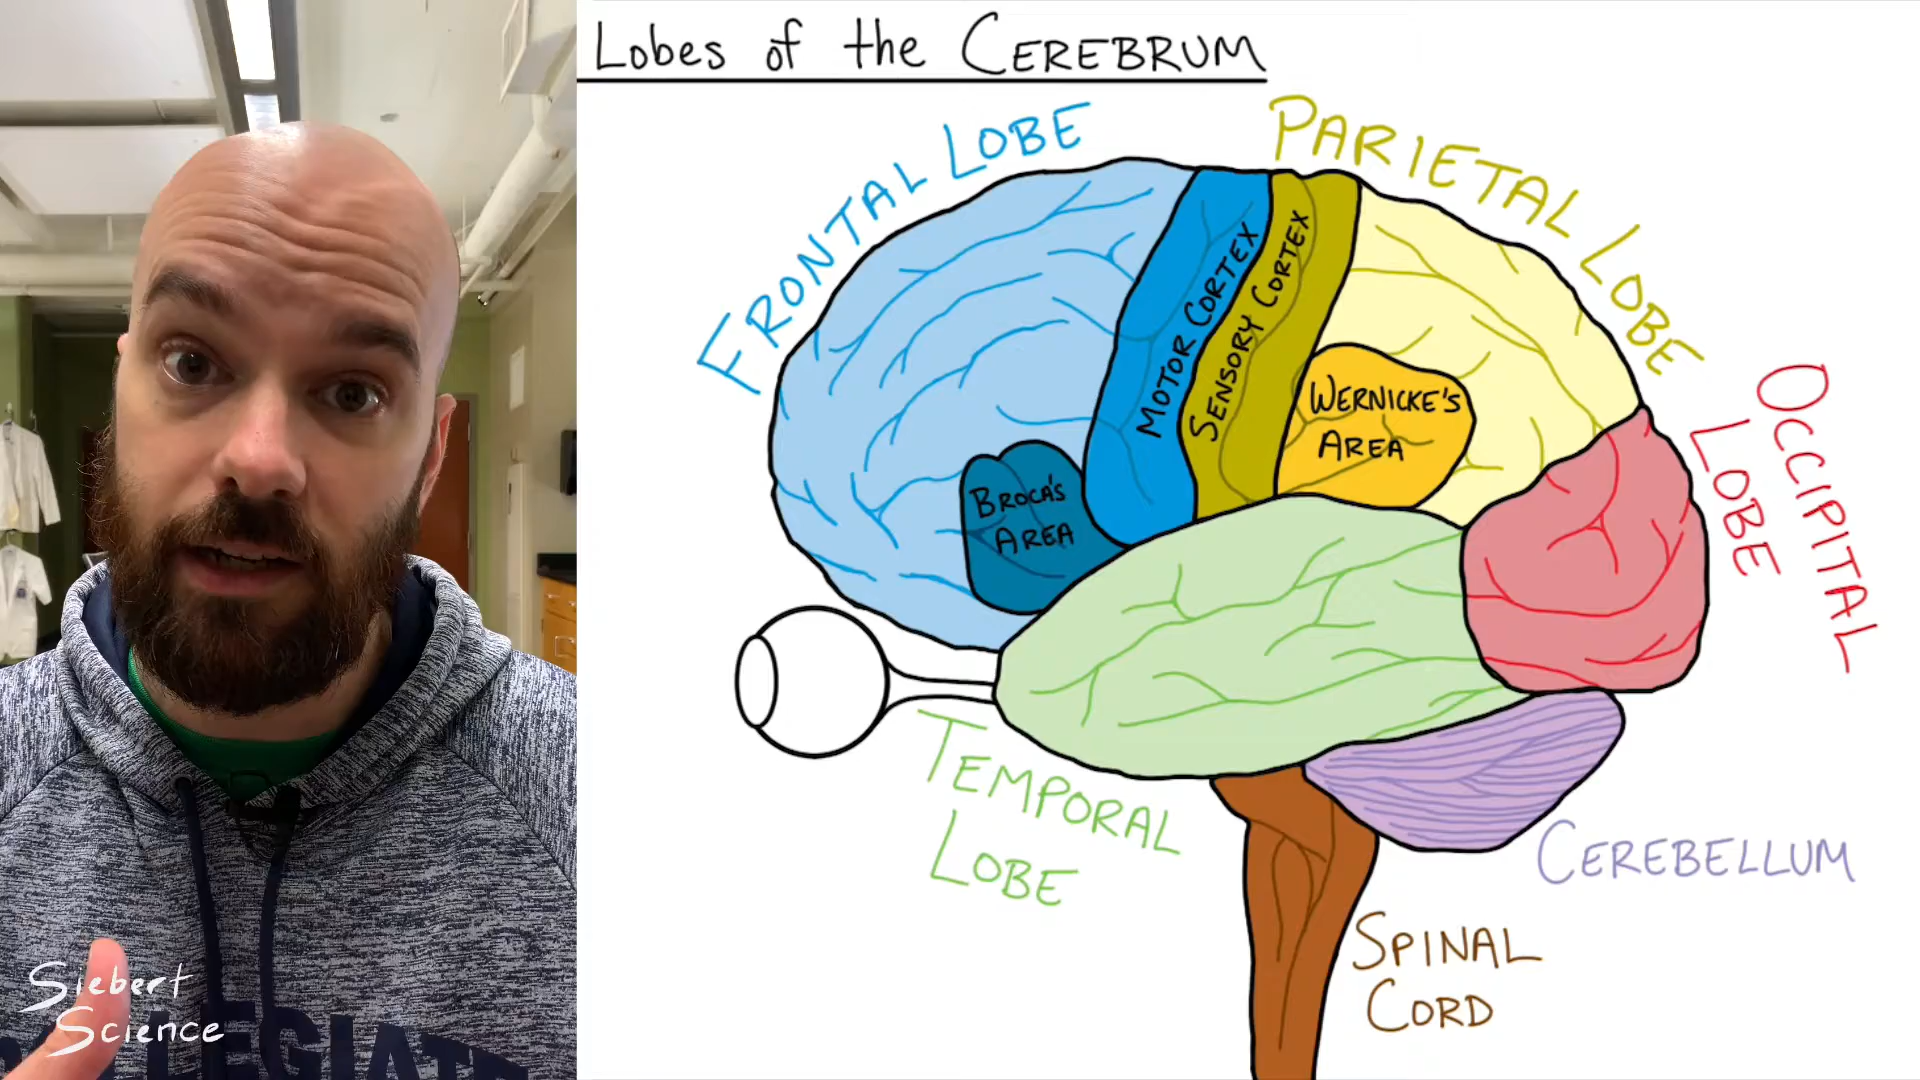 Lobes of the CEREBRUM
FRONTAL LOBE
PARIETAL LOBE
OCCIPITAL
LOBE
MOTOR CORTEX
SENSORY CORTEX
WERNICKE'S
AREA
BROCA'S
AREA
TEMPORAL
LOBE
CEREBELLUM
SPINAL
CORD
Siebert
Science